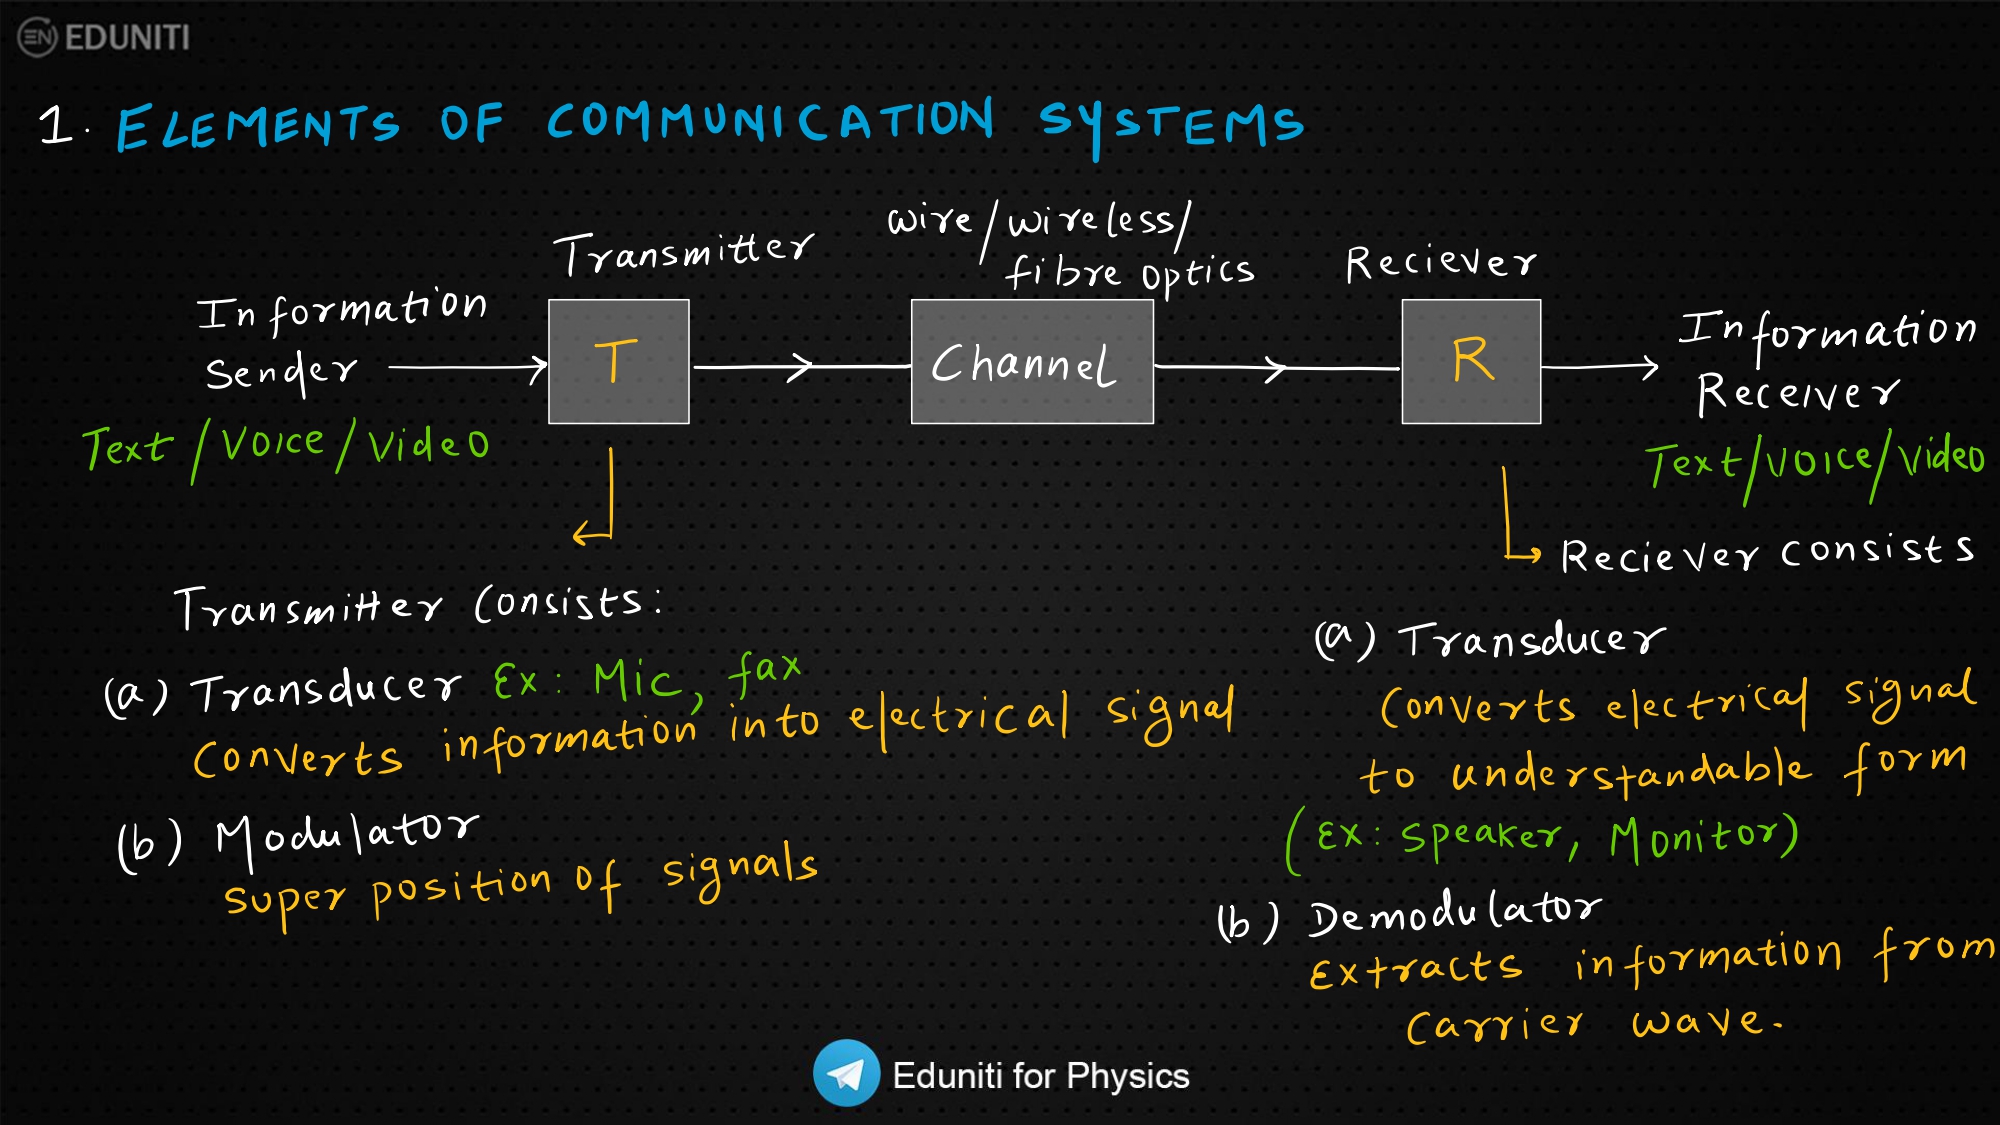 EN EDUNITI
1. ELEMENTS OF COMMUNICATION SYSTEMS
Information
Sender
Text/Voice/Video
Transmitter
T
wire/wireless/
fibre optics
Channel
Reciever
R
Information
Receiver
Text/Voice/Video
Transmitter Consists:
(a) Transducer Ex: Mic, fax
Converts information into electrical signal
(b) Modulator
super position of signals
Reciever consists
(a) Transducer
Converts electrical signal
to understandable form
(Ex: Speaker, Monitor)
(b) Demodulator
Extracts information from
carrier wave.
Eduniti for Physics